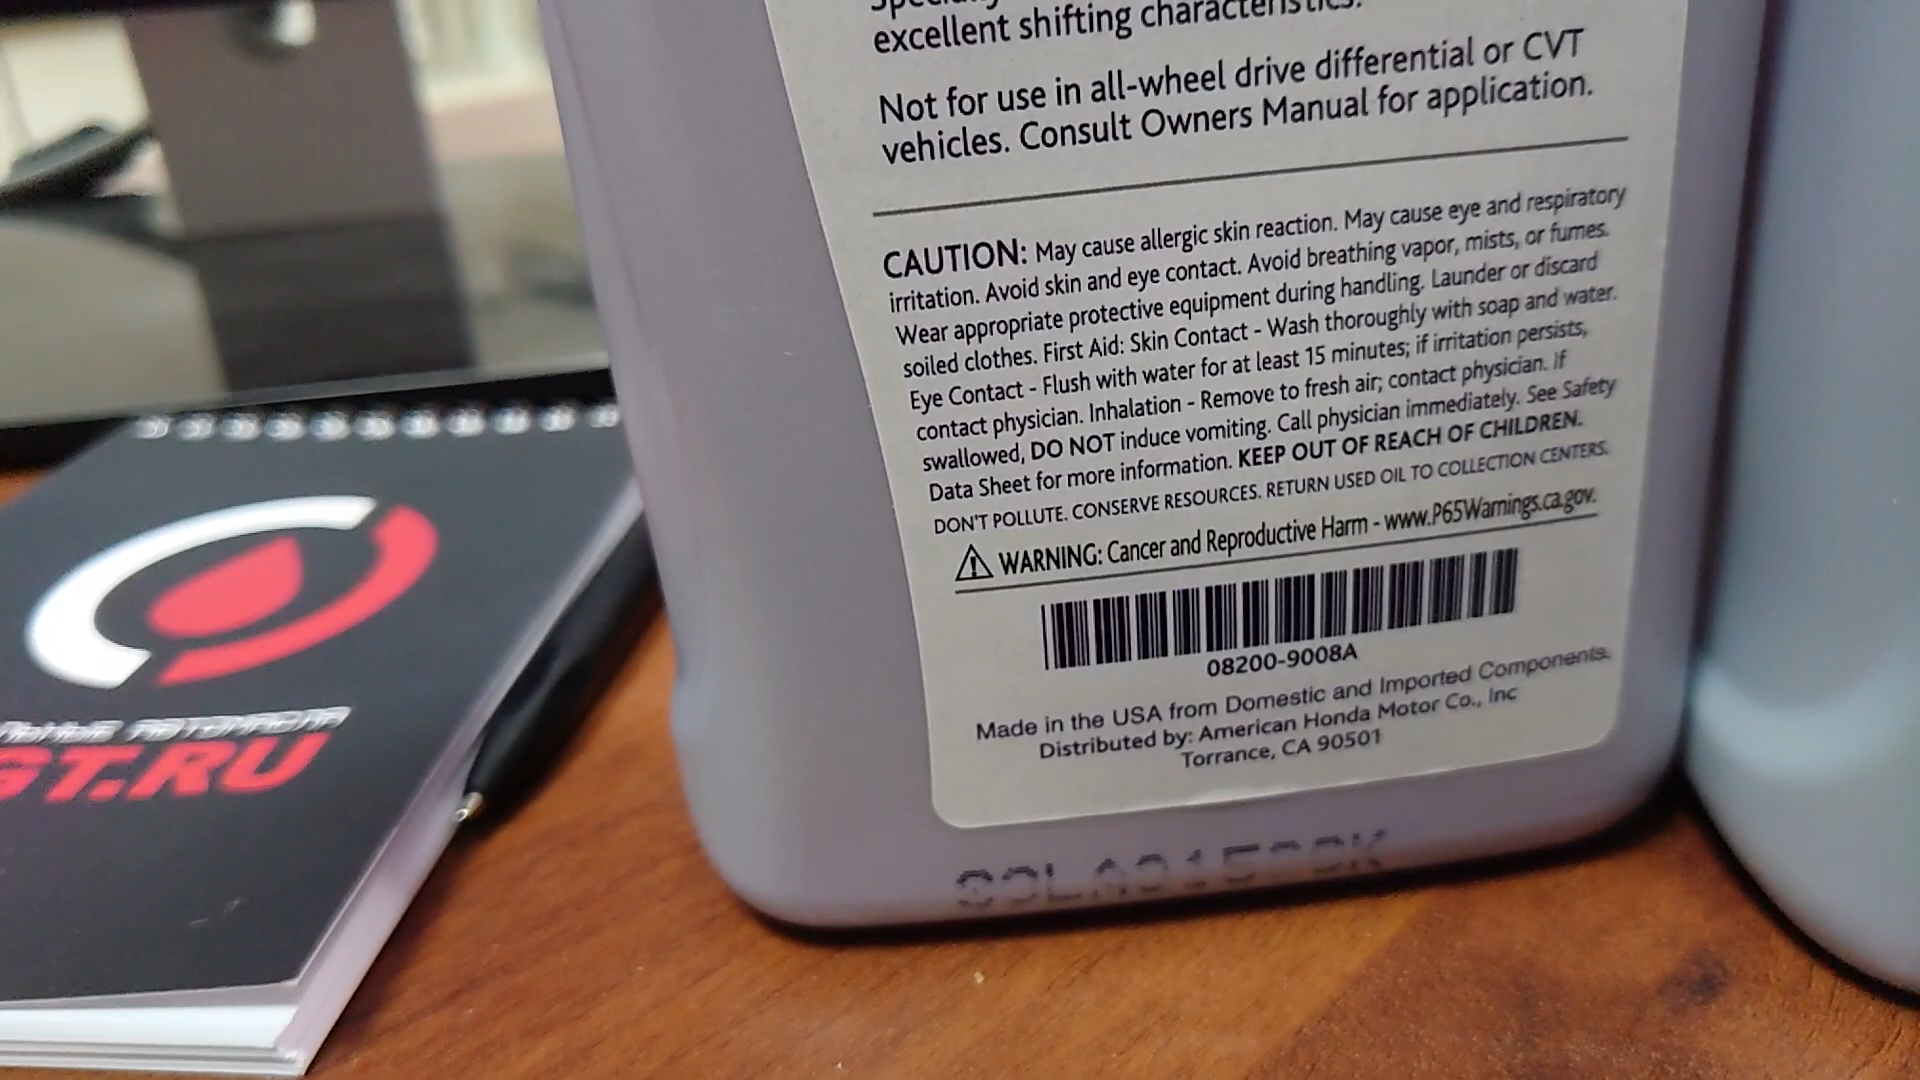 excellent shifting characteristics.
Not for use in all-wheel drive differential or CVT
vehicles. Consult Owners Manual for application.
CAUTION: May cause allergic skin reaction. May cause eye and respiratory
irritation. Avoid skin and eye contact. Avoid breathing vapor, mists, or fumes.
Wear appropriate protective equipment during handling. Launder or discard
soiled clothes. First Aid: Skin Contact - Wash thoroughly with soap and water.
Eye Contact - Flush with water for at least 15 minutes; if irritation persists,
contact physician. Inhalation - Remove to fresh air; contact physician. If
swallowed, DO NOT induce vomiting. Call physician immediately. See Safety
Data Sheet for more information. KEEP OUT OF REACH OF CHILDREN.
DON'T POLLUTE. CONSERVE RESOURCES. RETURN USED OIL TO COLLECTION CENTERS.
WARNING: Cancer and Reproductive Harm - www.P65Warnings.ca.gov.
08200-9008A
Made in the USA from Domestic and Imported Components.
Distributed by: American Honda Motor Co., Inc
Torrance, CA 90501
АВТОМАСЛА
GT.RU